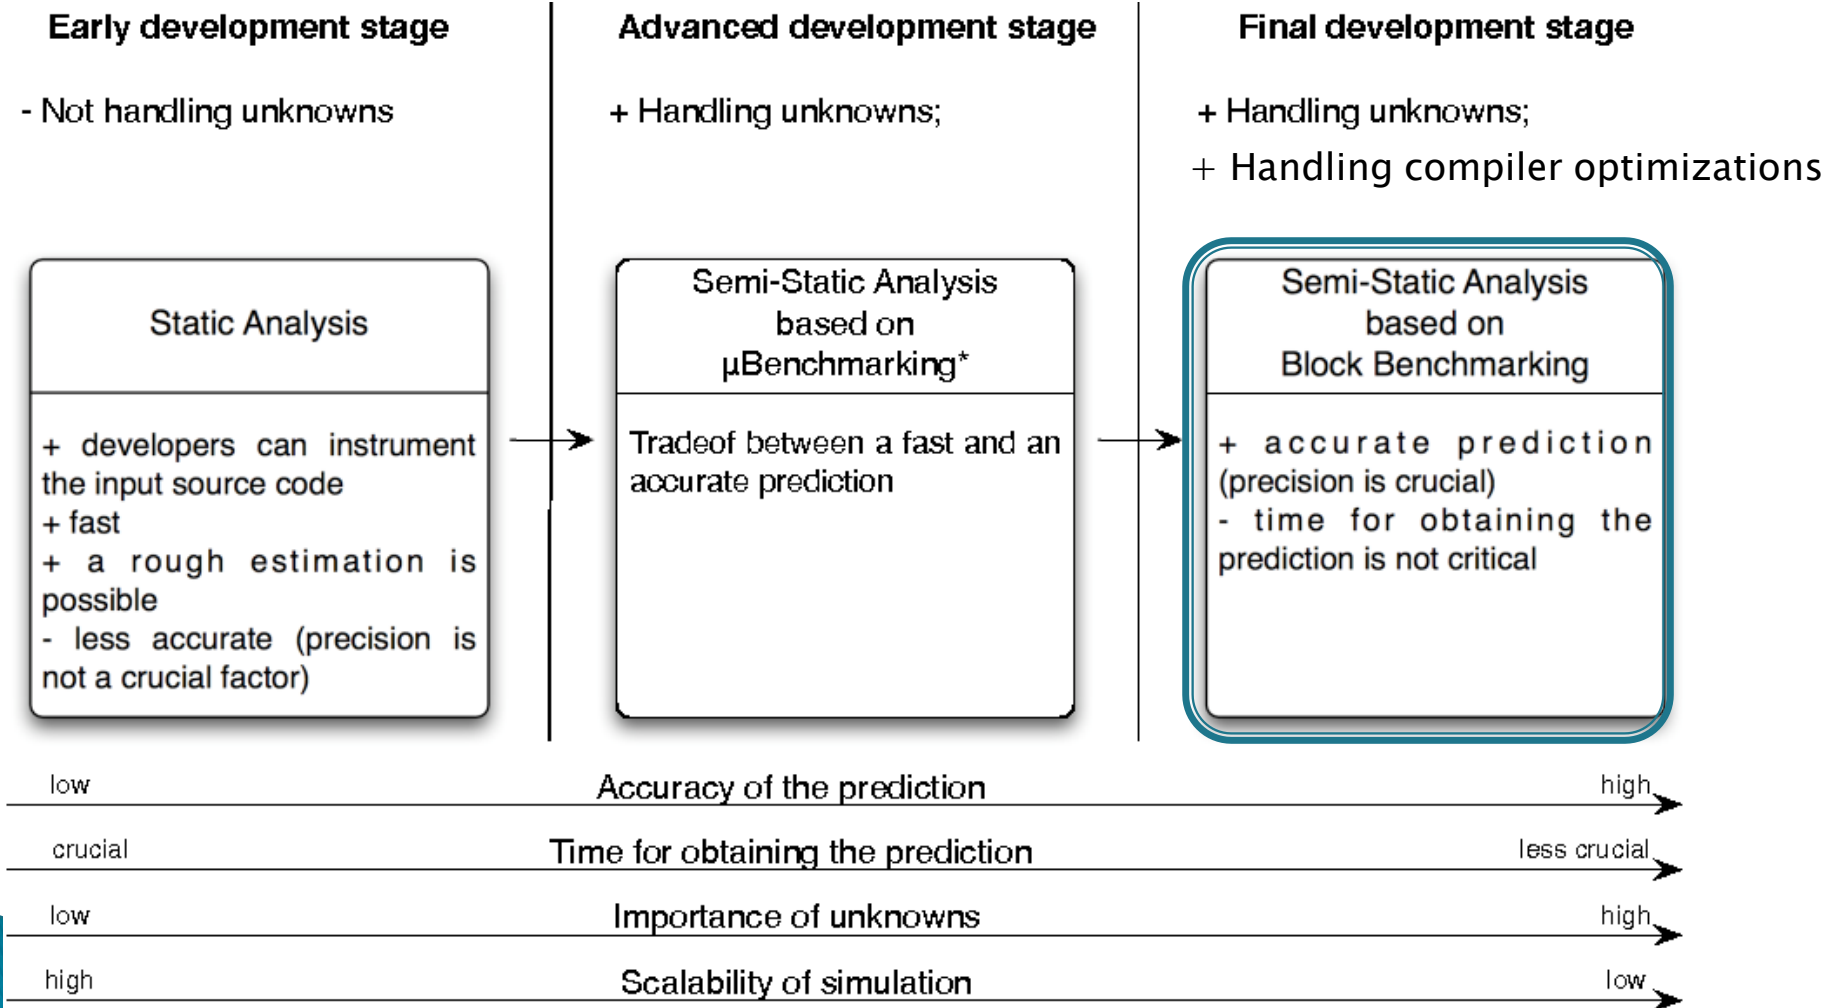 Early development stage
- Not handling unknowns
Static Analysis
+ developers can instrument
the input source code
+ fast
+ a rough estimation is
possible
- less accurate (precision is
not a crucial factor)
Advanced development stage
+ Handling unknowns;
Semi-Static Analysis
based on
µBenchmarking*
Tradeof between a fast and an
accurate prediction
Final development stage
+ Handling unknowns;
+ Handling compiler optimizations
Semi-Static Analysis
based on
Block Benchmarking
+ accurate prediction
(precision is crucial)
- time for obtaining the
prediction is not critical
low Accuracy of the prediction high
crucial Time for obtaining the prediction less crucial
low Importance of unknowns high
high Scalability of simulation low